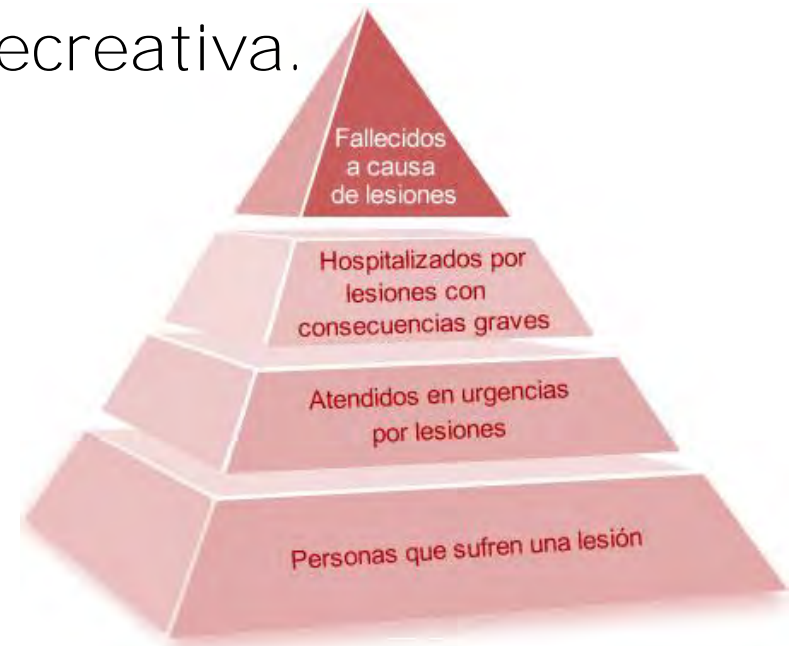 ecreativa.
Fallecidos
a causa
de lesiones
Hospitalizados por
lesiones con
consecuencias graves
Atendidos en urgencias
por lesiones
Personas que sufren una lesión